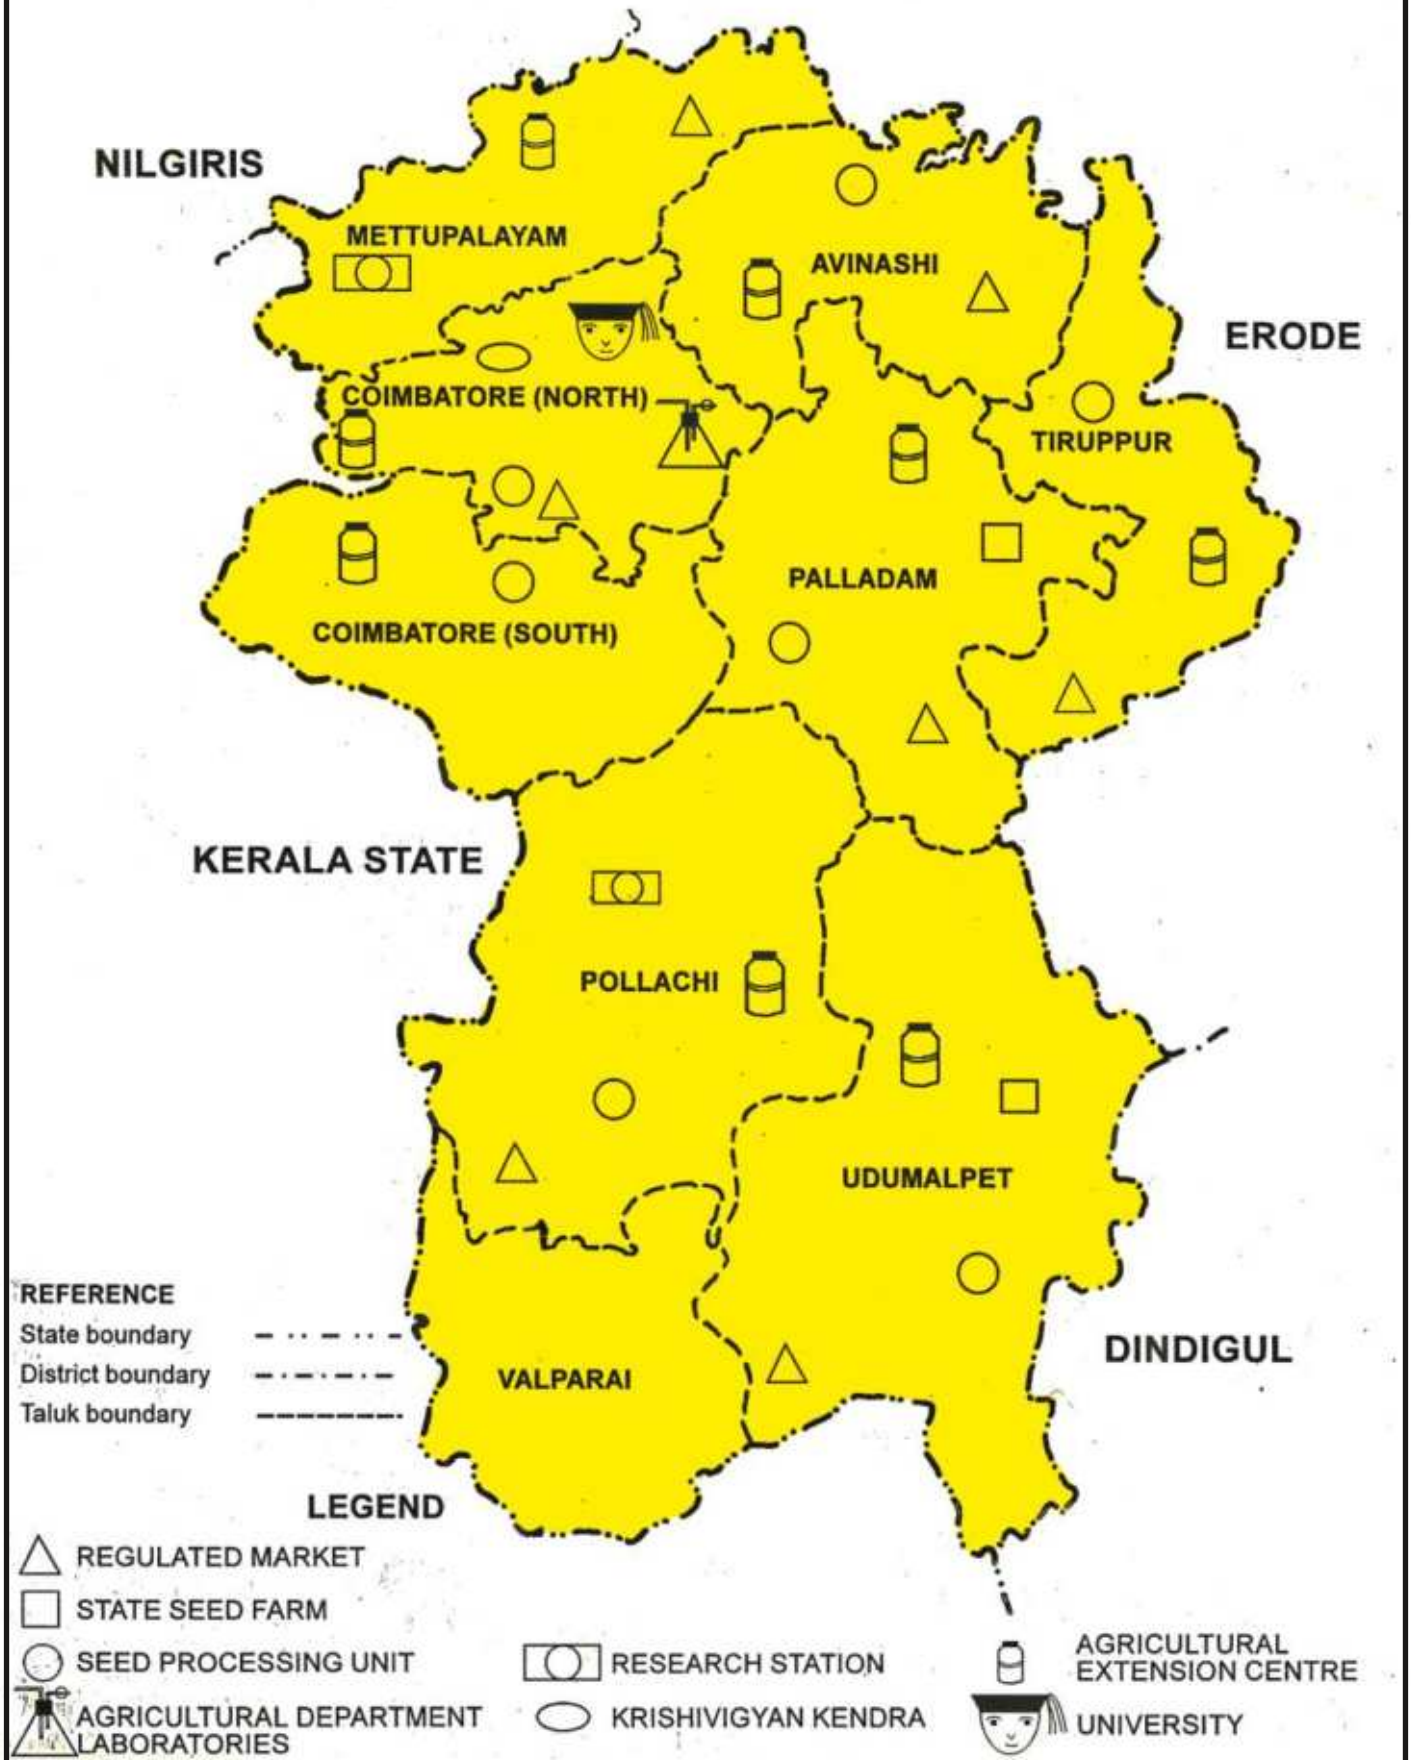 NILGIRIS
METTUPALAYAM
AVINASHI
ERODE
COIMBATORE (NORTH)
TIRUPPUR
PALLADAM
COIMBATORE (SOUTH)
KERALA STATE
POLLACHI
UDUMALPET
REFERENCE
State boundary
District boundary
Taluk boundary
DINDIGUL
VALPARAI
LEGEND
REGULATED MARKET
STATE SEED FARM
SEED PROCESSING UNIT
AGRICULTURAL DEPARTMENT
LABORATORIES
RESEARCH STATION
KRISHIVIGYAN KENDRA
AGRICULTURAL
EXTENSION CENTRE
UNIVERSITY